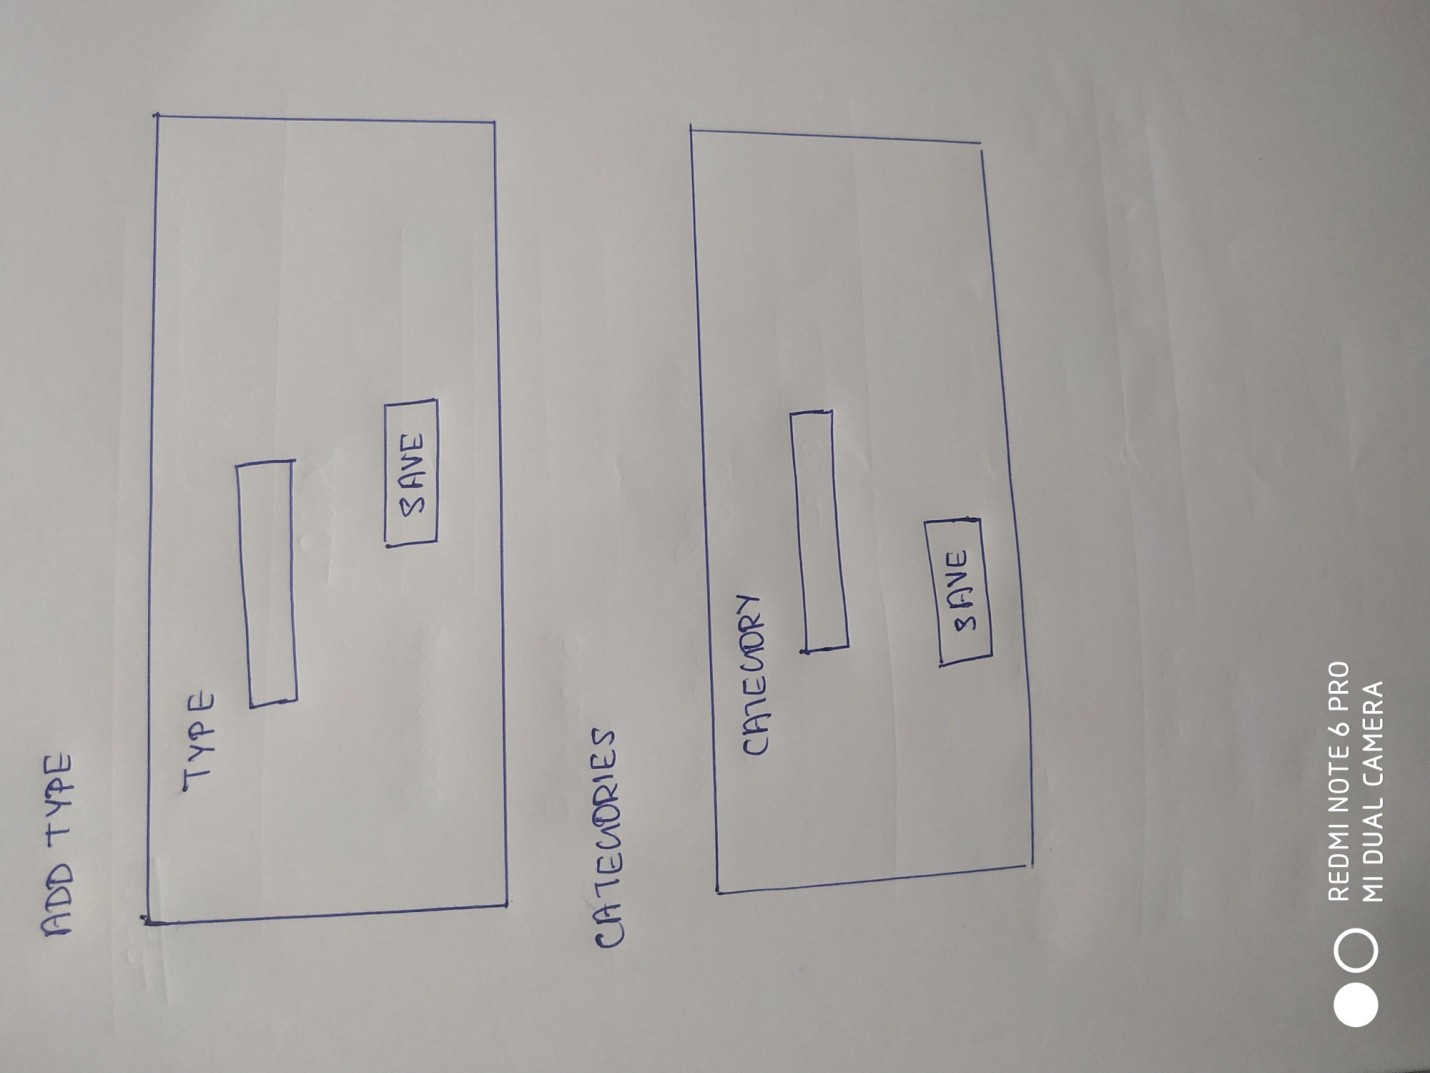 ADD TYPE
TYPE
SAVE
CATEGORIES
CATEGORY
SAVE
REDMI NOTE 6 PRO
MI DUAL CAMERA